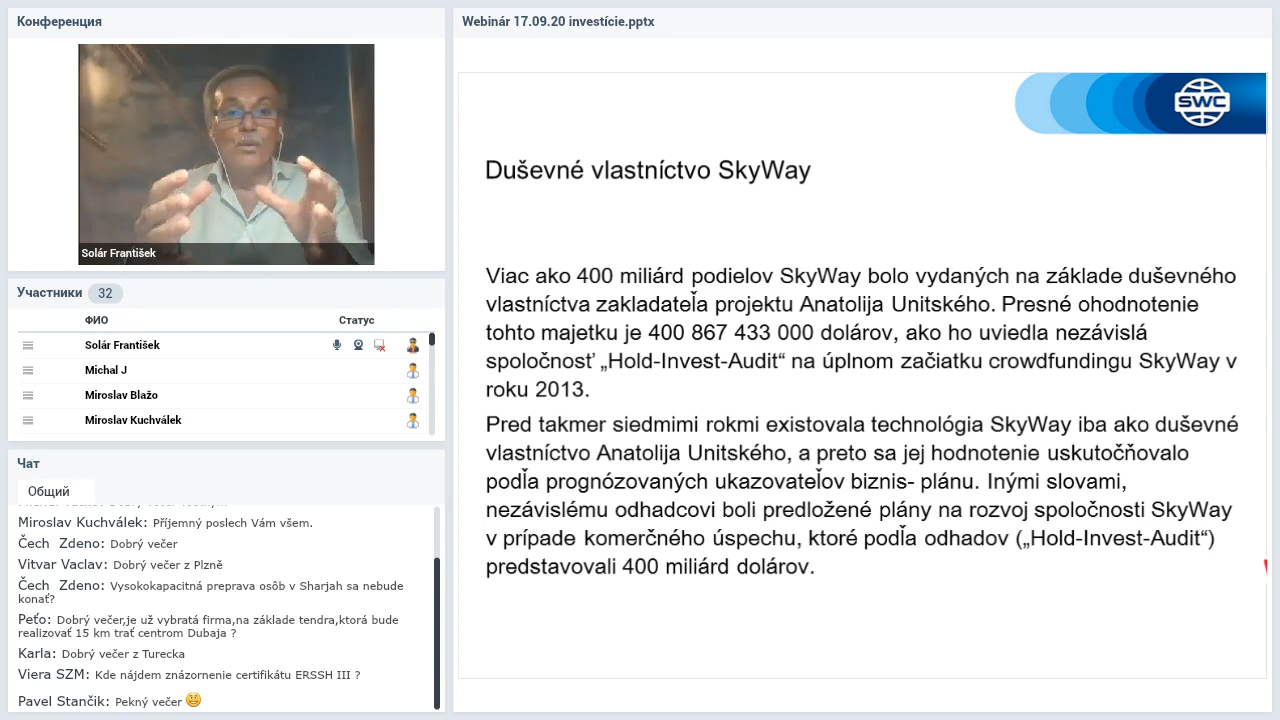 Конференция
Solár František
Участники 32
ФИО Статус
Solár František
Michal J
Miroslav Blažo
Miroslav Kuchválek
Чат
Общий
Miroslav Kuchválek: Příjemný poslech Vám všem.
Čech Zdeno: Dobrý večer
Vitvar Vaclav: Dobrý večer z Plzně
Čech Zdeno: Vysokokapacitná preprava osôb v Sharjah sa nebude
konať?
Peťo: Dobrý večer,je už vybratá firma,na základe tendra,ktorá bude
realizovať 15 km trať centrom Dubaja ?
Karla: Dobrý večer z Turecka
Viera SZM: Kde nájdem znázornenie certifikátu ERSSH III ?
Pavel Stančik: Pekný večer
Webinár 17.09.20 investície.pptx
SWC
Duševné vlastníctvo SkyWay
Viac ako 400 miliárd podielov SkyWay bolo vydaných na základe duševného
vlastníctva zakladateľa projektu Anatolija Unitského. Presné ohodnotenie
tohto majetku je 400 867 433 000 dolárov, ako ho uviedla nezávislá
spoločnosť „Hold-Invest-Audit“ na úplnom začiatku crowdfundingu SkyWay v
roku 2013.
Pred takmer siedmimi rokmi existovala technológia SkyWay iba ako duševné
vlastníctvo Anatolija Unitského, a preto sa jej hodnotenie uskutočňovalo
podľa prognózovaných ukazovateľov biznis- plánu. Inými slovami,
nezávislému odhadcovi boli predložené plány na rozvoj spoločnosti SkyWay
v prípade komerčného úspechu, ktoré podľa odhadov („Hold-Invest-Audit“)
predstavovali 400 miliárd dolárov.